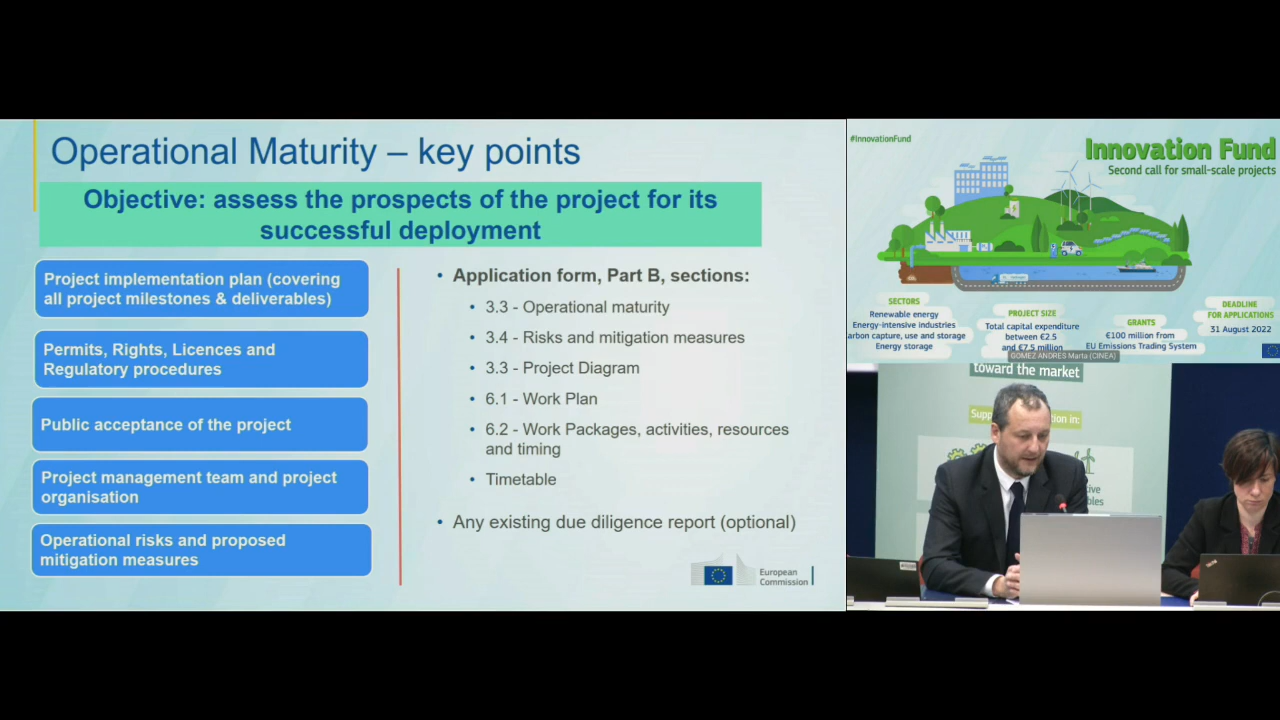 Operational Maturity – key points
Objective: assess the prospects of the project for its
successful deployment
Project implementation plan (covering
all project milestones & deliverables)
Permits, Rights, Licences and
Regulatory procedures
Public acceptance of the project
Project management team and project
organisation
Operational risks and proposed
mitigation measures
• Application form, Part B, sections:
• 3.3 - Operational maturity
• 3.4 - Risks and mitigation measures
• 3.3 - Project Diagram
• 6.1 - Work Plan
• 6.2 - Work Packages, activities, resources
and timing
• Timetable
• Any existing due diligence report (optional)
European
Commission
#InnovationFund
Innovation Fund
Second call for small-scale projects
SECTORS
Renewable energy
Energy-intensive industries
arbon capture, use and storage
Energy storage
PROJECT SIZE
Total capital expenditure
between €2.5
and €7.5 million
GRANTS
€100 million from
EU Emissions Trading System
DEADLINE
FOR APPLICATIONS
31 August 2022
GOMEZ ANDRES Marta (CINEA)
toward the market
in: